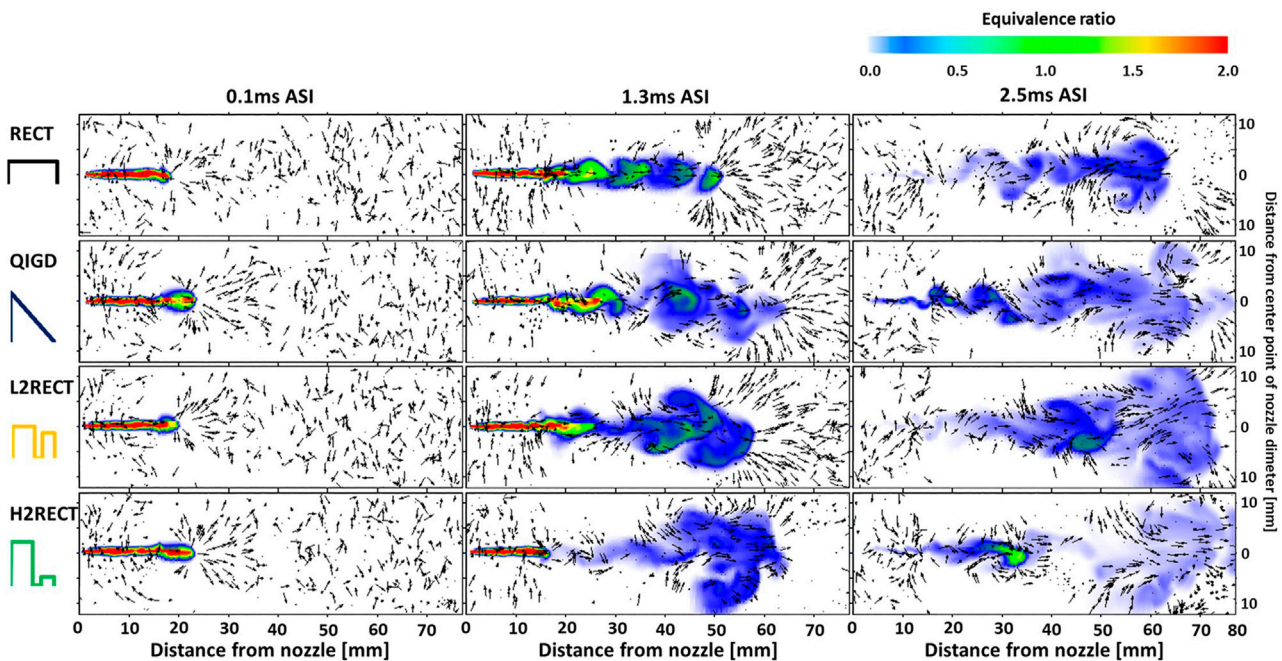 Equivalence ratio
0.0 0.5 1.0 1.5 2.0
0.1ms ASI 1.3ms ASI 2.5ms ASI
RECT
10
0
10
QIGD
10
0
10
L2RECT
10
0
10
H2RECT
10
0
10
Distance from center point of nozzle dimeter [mm]
0 10 20 30 40 50 60 70 0 10 20 30 40 50 60 70 0 10 20 30 40 50 60 70 80
Distance from nozzle [mm] Distance from nozzle [mm] Distance from nozzle [mm]